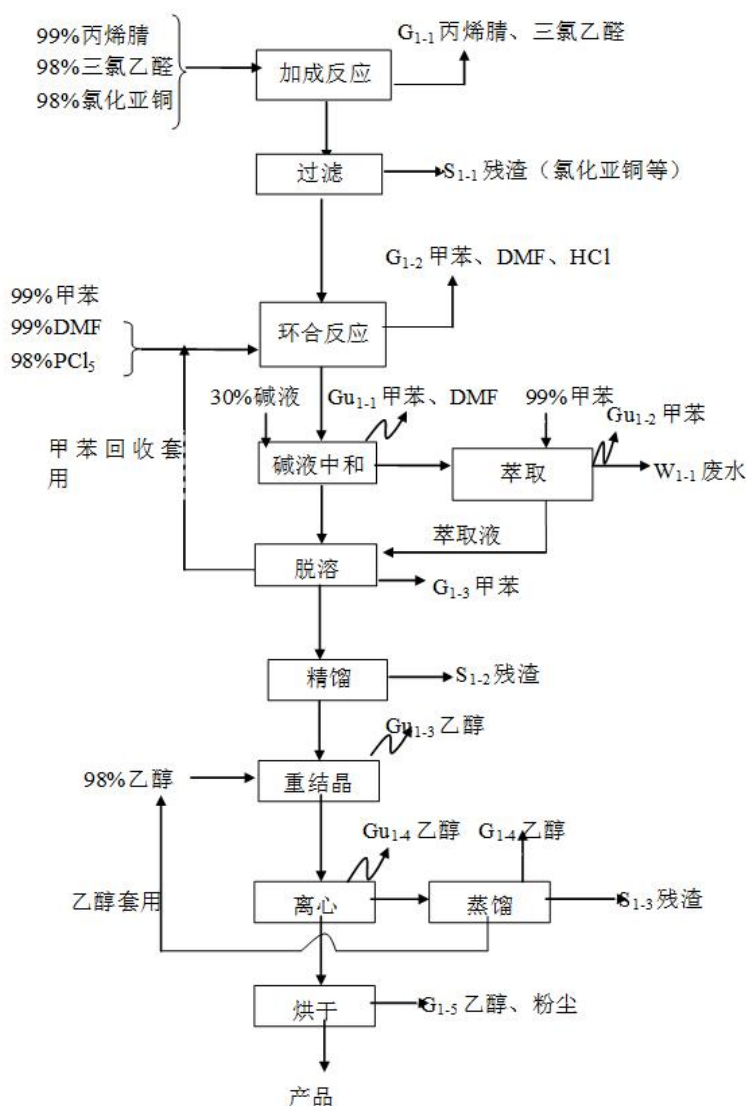 99%丙烯腈
98%三氯乙醛
98%氯化亚铜
加成反应
G1-1 丙烯腈、三氯乙醛
过滤
S1-1 残渣（氯化亚铜等）
G1-2 甲苯、DMF、HCl
99%甲苯
99%DMF
98%PCl5
环合反应
30%碱液
Gu1-1 甲苯、DMF
99%甲苯
Gu1-2 甲苯
甲苯回收套
用
碱液中和
萃取
W1-1 废水
萃取液
脱溶
G1-3 甲苯
精馏
S1-2 残渣
Gu1-3 乙醇
98%乙醇
重结晶
Gu1-4 乙醇
G1-4 乙醇
乙醇套用
离心
蒸馏
S1-3 残渣
烘干
G1-5 乙醇、粉尘
产品